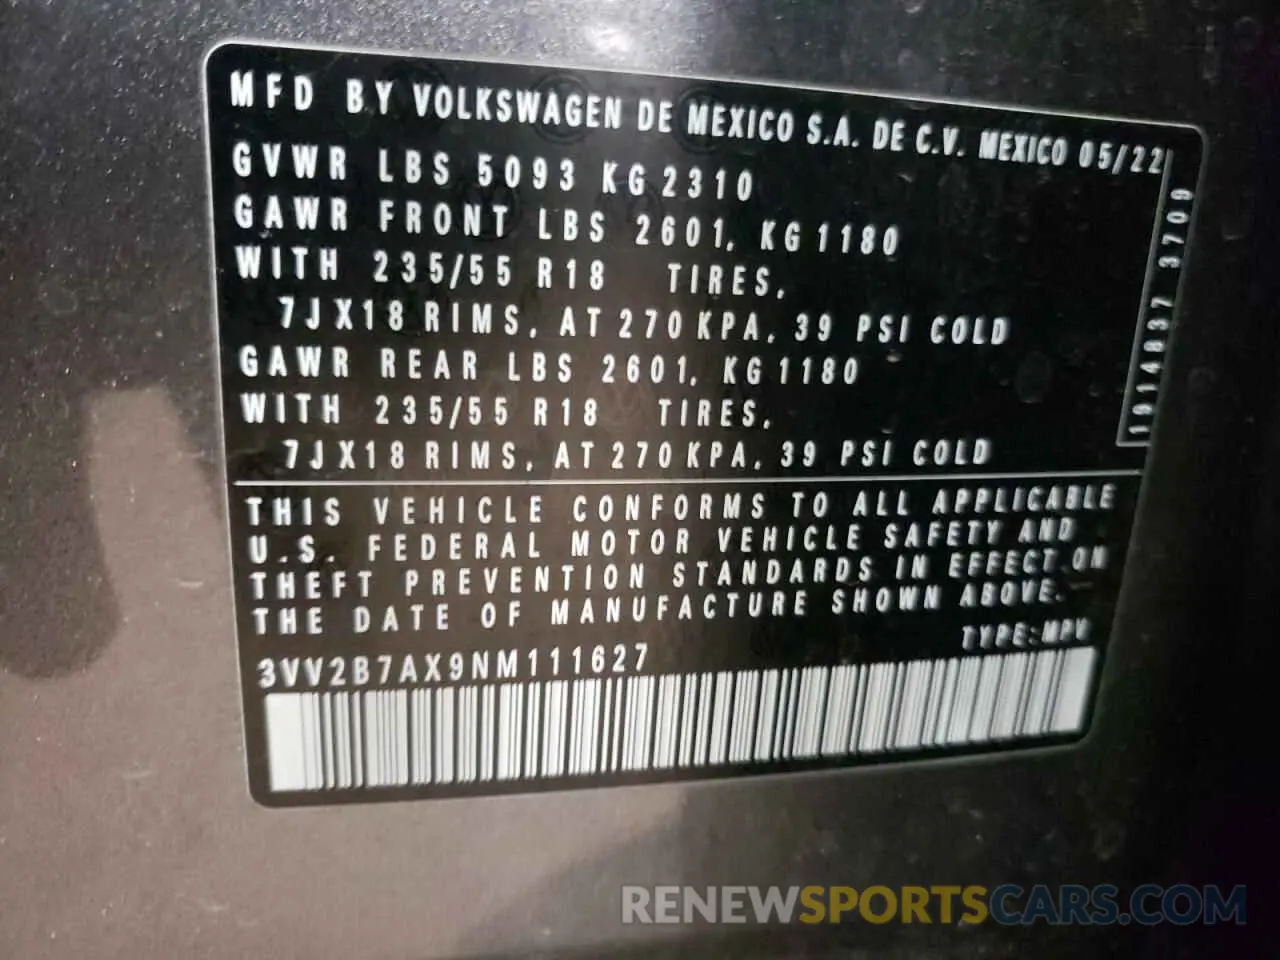 MFD BY VOLKSWAGEN DE MEXICO S.A. DE C.V. MEXICO 05/22
GVWR LBS 5093 KG 2310
GAWR FRONT LBS 2601, KG 1180
WITH 235/55 R18 TIRES,
7JX18 RIMS, AT 270 KPA, 39 PSI COLD
GAWR REAR LBS 2601, KG 1180
WITH 235/55 R18 TIRES,
7JX18 RIMS, AT 270 KPA, 39 PSI COLD
1914837 3709
THIS VEHICLE CONFORMS TO ALL APPLICABLE
U.S. FEDERAL MOTOR VEHICLE SAFETY AND
THEFT PREVENTION STANDARDS IN EFFECT ON
THE DATE OF MANUFACTURE SHOWN ABOVE.
TYPE: MPV
3VV2B7AX9NM111627
RENEWSPORTSCARS.COM